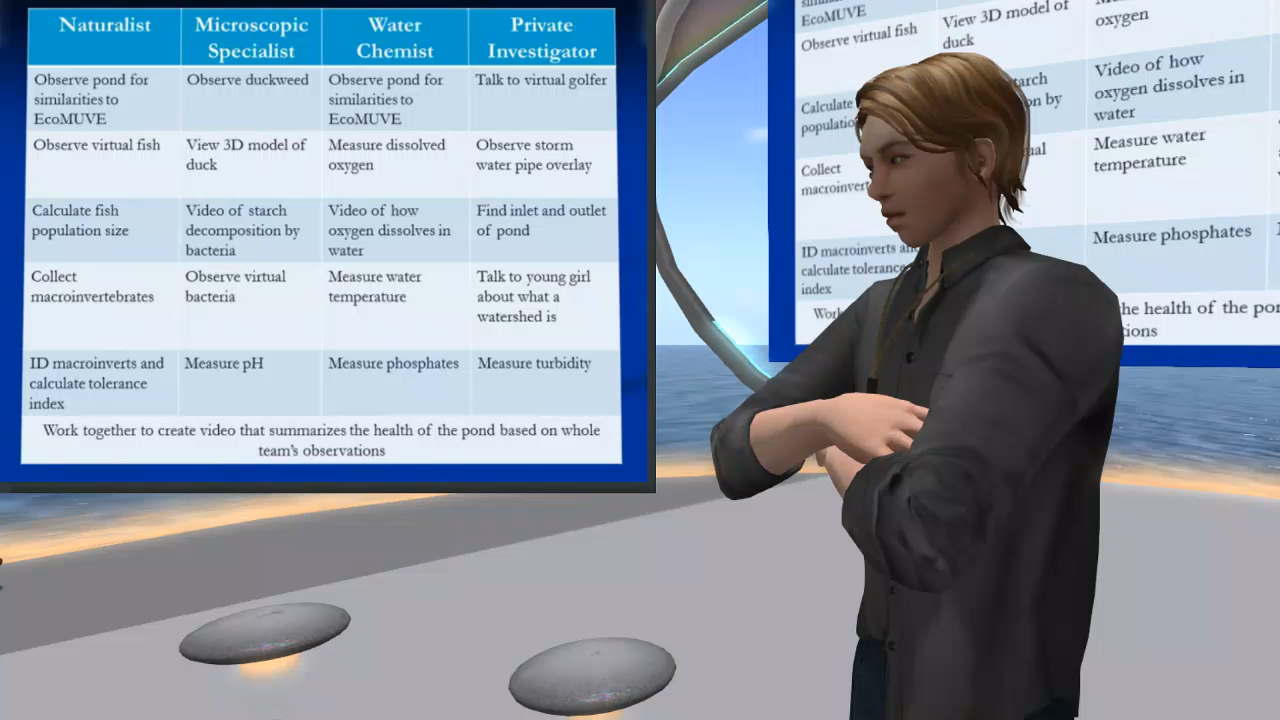 Naturalist
Microscopic
Specialist
Water
Chemist
Private
Investigator
Observe pond for
similarities to
EcoMUVE
Observe duckweed
Observe pond for
similarities to
EcoMUVE
Talk to virtual golfer
Observe virtual fish
View 3D model of
duck
Measure dissolved
oxygen
Observe storm
water pipe overlay
Calculate fish
population size
Video of starch
decomposition by
bacteria
Video of how
oxygen dissolves in
water
Find inlet and outlet
of pond
Collect
macroinvertebrates
Observe virtual
bacteria
Measure water
temperature
Talk to young girl
about what a
watershed is
ID macroinverts and
calculate tolerance
index
Measure pH
Measure phosphates
Measure turbidity
Work together to create video that summarizes the health of the pond based on whole
team's observations
EcoMUVE
View 3D model of
duck
oxygen
Observe virtual fish
Calculate
by
Video of how
oxygen dissolves in
water
Collect
Measure water
temperature
ID macroinverts
calculate tolerance
index
Measure phosphates
health of the